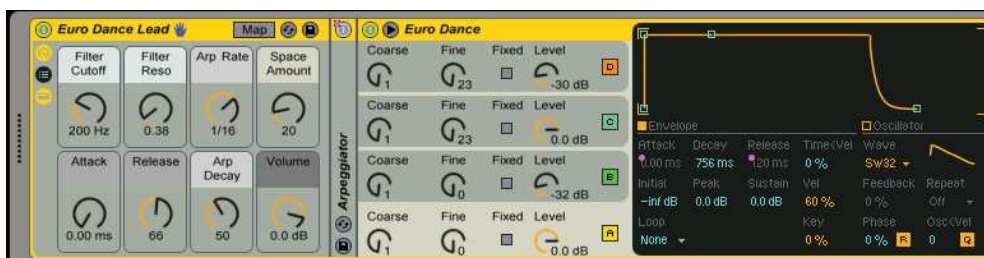 Euro Dance Lead Map
Filter Cutoff Filter Reso Arp Rate Space Amount
200 Hz 0.38 1/16 20
Attack Release Arp Decay Volume
0.00 ms 66 50 0.0 dB
Arpeggiator
Euro Dance
Coarse Fine Fixed Level
1 23 -30 dB D
Coarse Fine Fixed Level
1 23 0.0 dB C
Coarse Fine Fixed Level
1 0 -32 dB B
Coarse Fine Fixed Level
1 0 0.0 dB A
Envelope Oscillator
Attack Decay Release Time<Vel Wave
0.00 ms 756 ms 120 ms 0 % Sw32
Initial Peak Sustain Vel Feedback Repeat
-inf dB 0.0 dB 0.0 dB 60 % 0 % Off
Loop Key Phase Osc<Vel
None 0 % 0 % R 0 Q